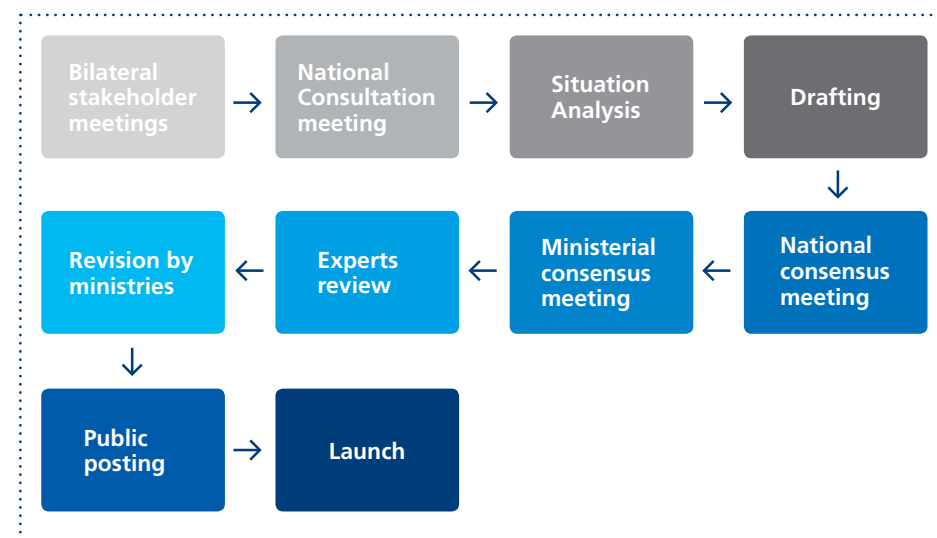 Bilateral
stakeholder
meetings
National
Consultation
meeting
Situation
Analysis
Drafting
National
consensus
meeting
Ministerial
consensus
meeting
Experts
review
Revision by
ministries
Public
posting
Launch